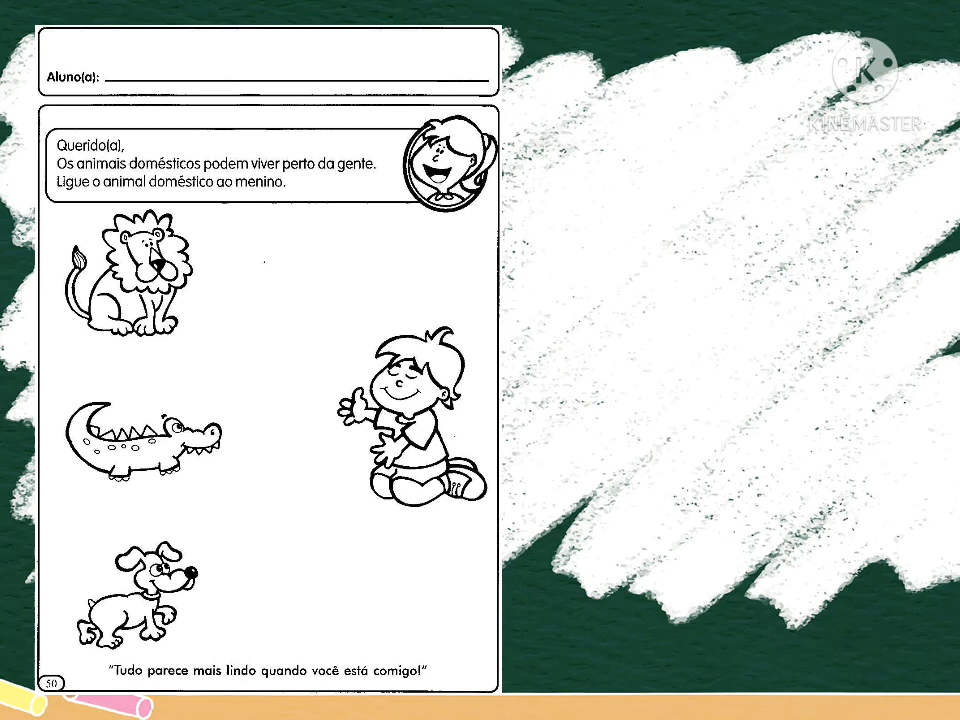 Aluno(a):
Querido(a),
Os animais domésticos podem viver perto da gente.
Ligue o animal doméstico ao menino.
"Tudo parece mais lindo quando você está comigo!"
50
K
KINEMASTER